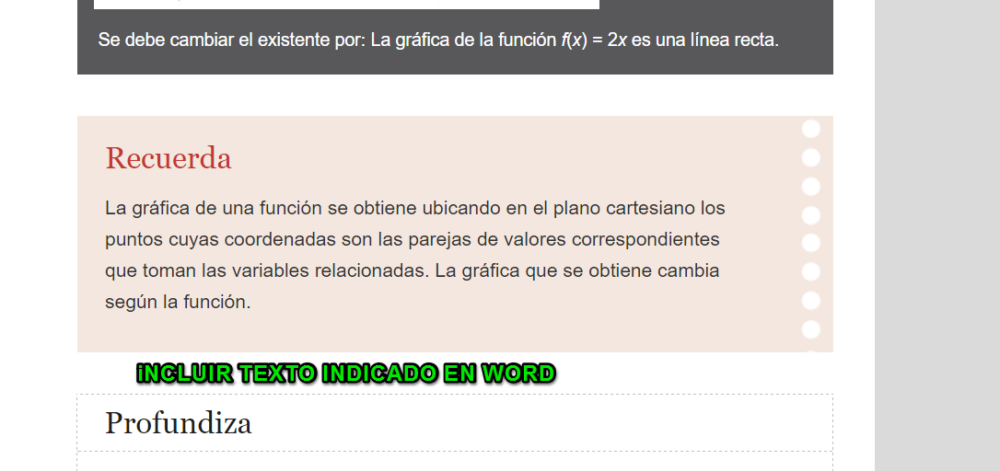 Se debe cambiar el existente por: La gráfica de la función f(x) = 2x es una línea recta.
Recuerda
La gráfica de una función se obtiene ubicando en el plano cartesiano los
puntos cuyas coordenadas son las parejas de valores correspondientes
que toman las variables relacionadas. La gráfica que se obtiene cambia
según la función.
iNCLUIR TEXTO INDICADO EN WORD
Profundiza